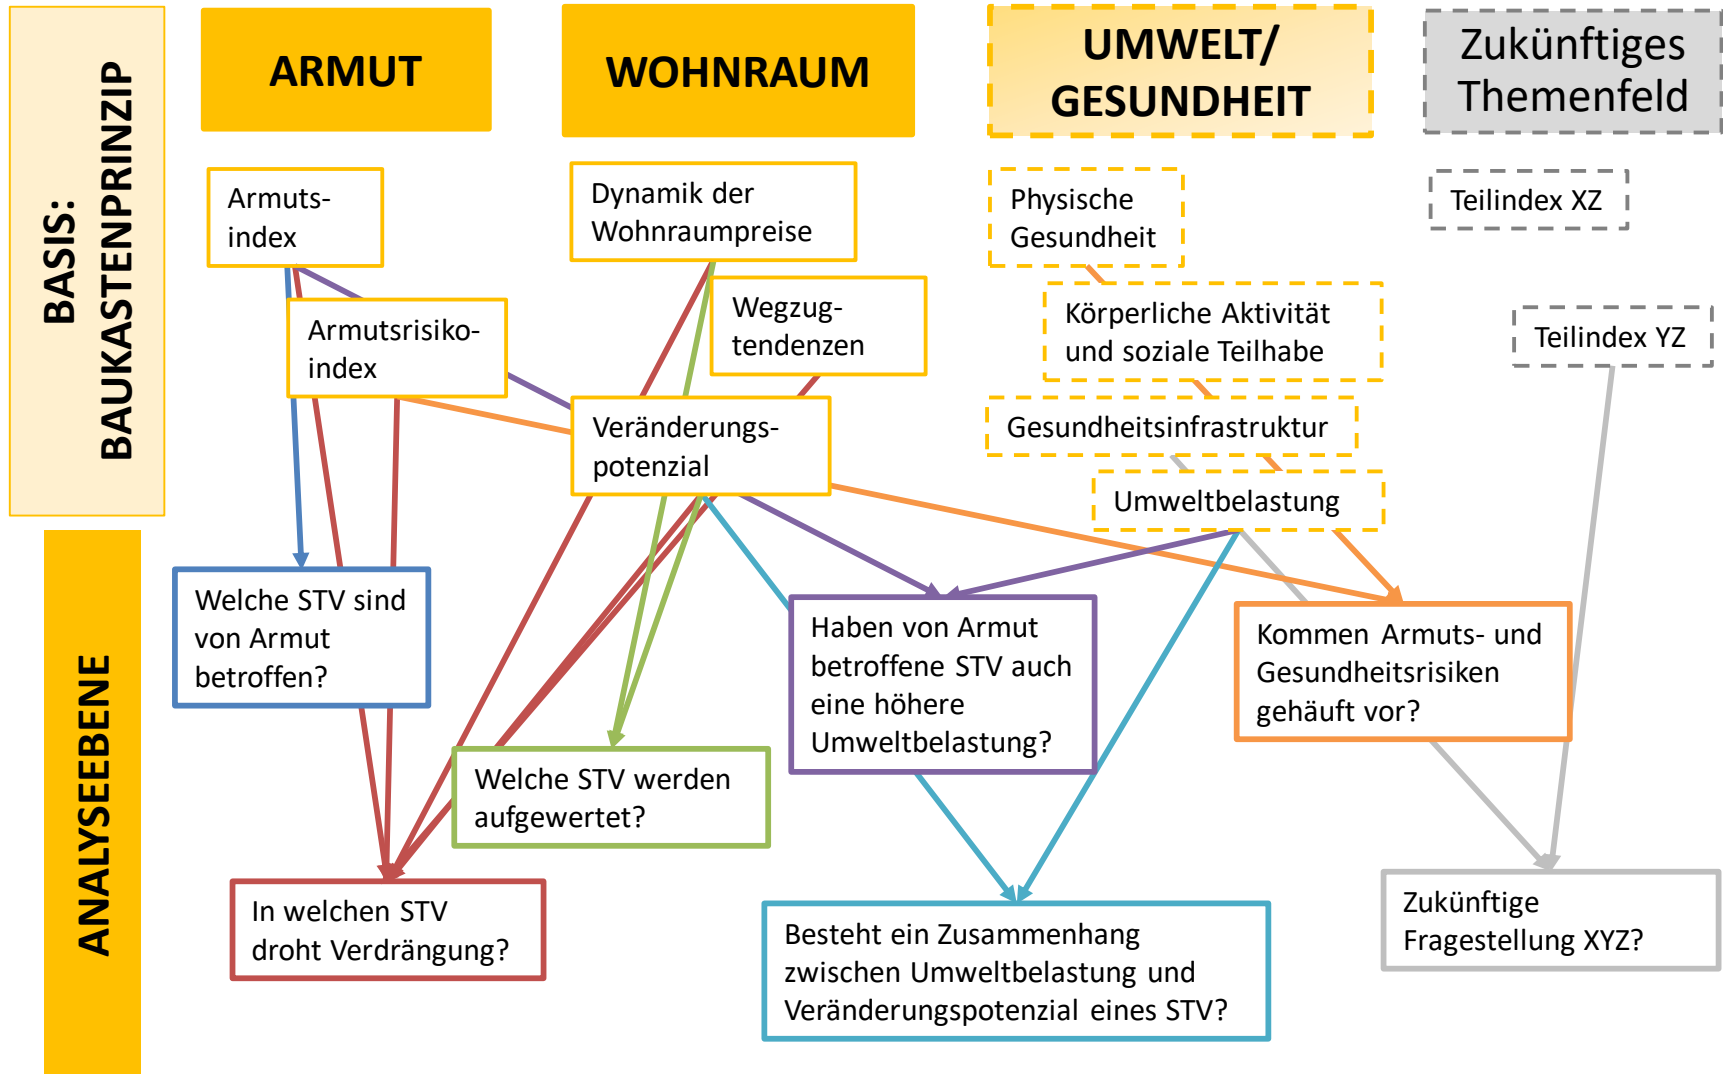 BASIS:
BAUKASTENPRINZIP
ARMUT
WOHNRAUM
UMWELT/
GESUNDHEIT
Zukünftiges
Themenfeld
Armuts-
index
Armutsrisiko-
index
Dynamik der
Wohnraumpreise
Wegzug-
tendenzen
Veränderungs-
potenzial
Physische
Gesundheit
Körperliche Aktivität
und soziale Teilhabe
Gesundheitsinfrastruktur
Umweltbelastung
Teilindex XZ
Teilindex YZ
ANALYSEEBENE
Welche STV sind
von Armut
betroffen?
In welchen STV
droht Verdrängung?
Welche STV werden
aufgewertet?
Haben von Armut
betroffene STV auch
eine höhere
Umweltbelastung?
Besteht ein Zusammenhang
zwischen Umweltbelastung und
Veränderungspotenzial eines STV?
Kommen Armuts- und
Gesundheitsrisiken
gehäuft vor?
Zukünftige
Fragestellung XYZ?